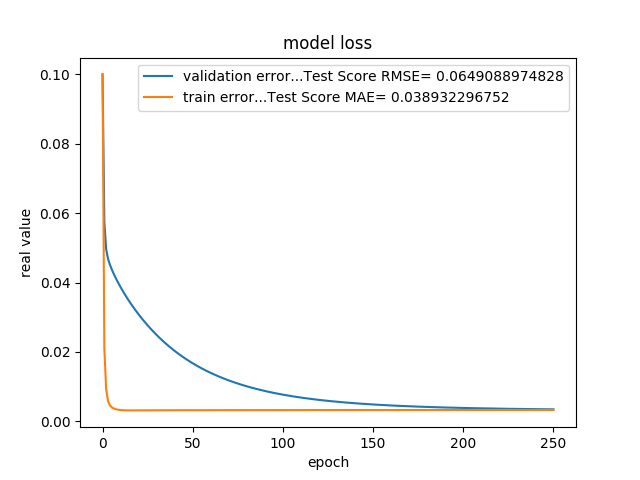 model loss
validation error...Test Score RMSE= 0.0649088974828
train error...Test Score MAE= 0.038932296752
real value
0.10
0.08
0.06
0.04
0.02
0.00
0 50 100 150 200 250
epoch